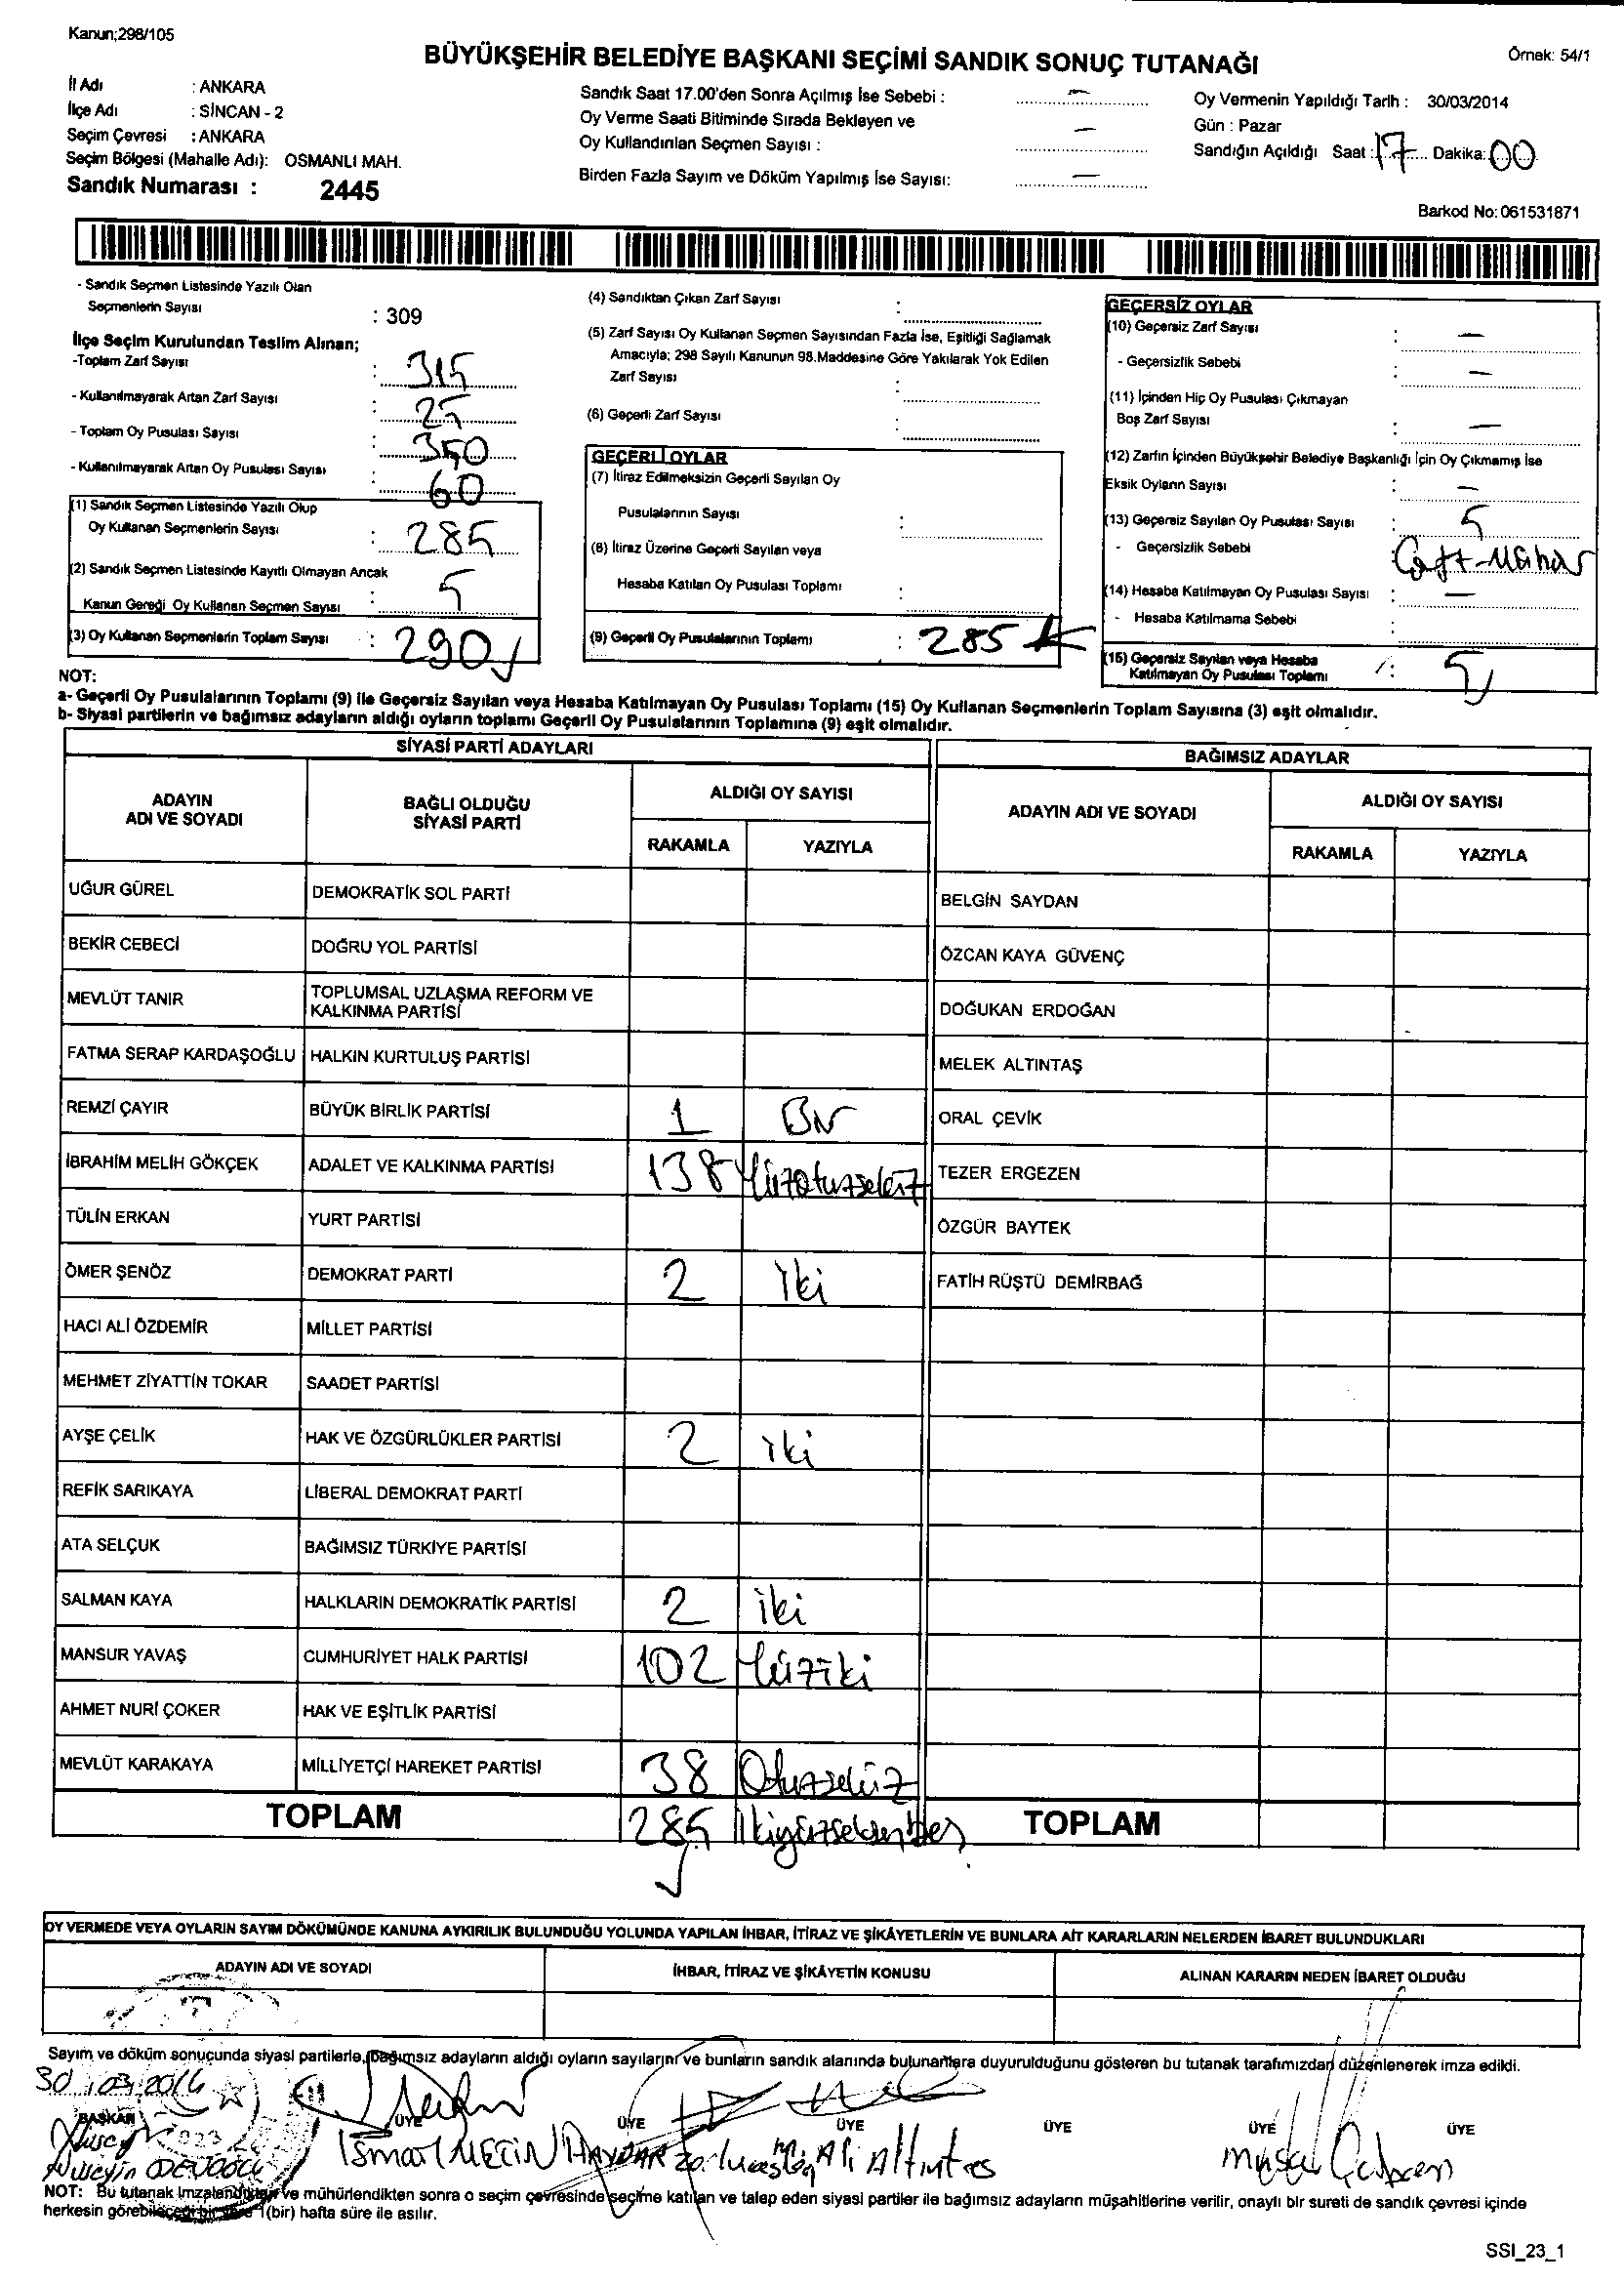 Kanun;298/105
BÜYÜKŞEHİR BELEDİYE BAŞKANI SEÇİMİ SANDIK SONUÇ TUTANAĞI
Örnek: 54/1
İl Adı : ANKARA
İlçe Adı : SİNCAN - 2
Seçim Çevresi : ANKARA
Seçim Bölgesi (Mahalle Adı): OSMANLI MAH.
Sandık Numarası : 2445
Sandık Saat 17.00'den Sonra Açılmış İse Sebebi : —
Oy Verme Saati Bitiminde Sırada Bekleyen ve
Oy Kullandırılan Seçmen Sayısı : —
Birden Fazla Sayım ve Döküm Yapılmış İse Sayısı: —
Oy Vermenin Yapıldığı Tarih : 30/03/2014
Gün : Pazar
Sandığın Açıldığı Saat : 17 Dakika: 00
Barkod No: 061531871
- Sandık Seçmen Listesinde Yazılı Olan
Seçmenlerin Sayısı : 309
İlçe Seçim Kurulundan Teslim Alınan;
-Toplam Zarf Sayısı : 315
- Kullanılmayarak Artan Zarf Sayısı : 25
- Toplam Oy Pusulası Sayısı : 350
- Kullanılmayarak Artan Oy Pusulası Sayısı : 60
(1) Sandık Seçmen Listesinde Yazılı Olup
Oy Kullanan Seçmenlerin Sayısı : 285
(2) Sandık Seçmen Listesinde Kayıtlı Olmayan Ancak
Kanun Gereği Oy Kullanan Seçmen Sayısı : 5
(3) Oy Kullanan Seçmenlerin Toplam Sayısı : 290
(4) Sandıktan Çıkan Zarf Sayısı :
(5) Zarf Sayısı Oy Kullanan Seçmen Sayısından Fazla İse, Eşitliği Sağlamak
Amacıyla; 298 Sayılı Kanunun 98.Maddesine Göre Yakılarak Yok Edilen
Zarf Sayısı :
(6) Geçerli Zarf Sayısı :
GEÇERLİ OYLAR
(7) İtiraz Edilmeksizin Geçerli Sayılan Oy
Pusulalarının Sayısı :
(8) İtiraz Üzerine Geçerli Sayılan veya
Hesaba Katılan Oy Pusulası Toplamı :
(9) Geçerli Oy Pusulalarının Toplamı : 285
GEÇERSİZ OYLAR
(10) Geçersiz Zarf Sayısı : —
- Geçersizlik Sebebi : —
(11) İçinden Hiç Oy Pusulası Çıkmayan
Boş Zarf Sayısı : —
(12) Zarfın İçinden Büyükşehir Belediye Başkanlığı İçin Oy Çıkmamış İse
Eksik Oyların Sayısı : —
(13) Geçersiz Sayılan Oy Pusulası Sayısı : 5
- Geçersizlik Sebebi :
(14) Hesaba Katılmayan Oy Pusulası Sayısı : —
- Hesaba Katılmama Sebebi :
(15) Geçersiz Sayılan veya Hesaba
Katılmayan Oy Pusulası Toplamı : 5
NOT:
a- Geçerli Oy Pusulalarının Toplamı (9) ile Geçersiz Sayılan veya Hesaba Katılmayan Oy Pusulası Toplamı (15) Oy Kullanan Seçmenlerin Toplam Sayısına (3) eşit olmalıdır.
b- Siyasi partilerin ve bağımsız adayların aldığı oyların toplamı Geçerli Oy Pusulalarının Toplamına (9) eşit olmalıdır.
SİYASİ PARTİ ADAYLARI
ADAYIN ADI VE SOYADI BAĞLI OLDUĞU SİYASİ PARTİ ALDIĞI OY SAYISI
RAKAMLA YAZIYLA
UĞUR GÜREL DEMOKRATİK SOL PARTİ
BEKİR CEBECİ DOĞRU YOL PARTİSİ
MEVLÜT TANIR TOPLUMSAL UZLAŞMA REFORM VE KALKINMA PARTİSİ
FATMA SERAP KARDAŞOĞLU HALKIN KURTULUŞ PARTİSİ
REMZİ ÇAYIR BÜYÜK BİRLİK PARTİSİ 1 Bir
İBRAHİM MELİH GÖKÇEK ADALET VE KALKINMA PARTİSİ 138 Yüzotuzsekiz
TÜLİN ERKAN YURT PARTİSİ
ÖMER ŞENÖZ DEMOKRAT PARTİ 2 iki
HACI ALİ ÖZDEMİR MİLLET PARTİSİ
MEHMET ZİYATTİN TOKAR SAADET PARTİSİ
AYŞE ÇELİK HAK VE ÖZGÜRLÜKLER PARTİSİ 2 iki
REFİK SARIKAYA LİBERAL DEMOKRAT PARTİ
ATA SELÇUK BAĞIMSIZ TÜRKİYE PARTİSİ
SALMAN KAYA HALKLARIN DEMOKRATİK PARTİSİ 2 iki
MANSUR YAVAŞ CUMHURİYET HALK PARTİSİ 102 Yüziki
AHMET NURİ ÇOKER HAK VE EŞİTLİK PARTİSİ
MEVLÜT KARAKAYA MİLLİYETÇİ HAREKET PARTİSİ 38 Otuzsekiz
TOPLAM 285 İkiyüzseksenbeş
BAĞIMSIZ ADAYLAR
ADAYIN ADI VE SOYADI ALDIĞI OY SAYISI
RAKAMLA YAZIYLA
BELGİN SAYDAN
ÖZCAN KAYA GÜVENÇ
DOĞUKAN ERDOĞAN
MELEK ALTINTAŞ
ORAL ÇEVİK
TEZER ERGEZEN
ÖZGÜR BAYTEK
FATİH RÜŞTÜ DEMİRBAĞ
TOPLAM
OY VERMEDE VEYA OYLARIN SAYIM DÖKÜMÜNDE KANUNA AYKIRILIK BULUNDUĞU YOLUNDA YAPILAN İHBAR, İTİRAZ VE ŞİKÂYETLERİN VE BUNLARA AİT KARARLARIN NELERDEN İBARET BULUNDUKLARI
ADAYIN ADI VE SOYADI İHBAR, İTİRAZ VE ŞİKÂYETİN KONUSU ALINAN KARARIN NEDEN İBARET OLDUĞU
Sayım ve döküm sonucunda siyasi partilerle, bağımsız adayların aldığı oyların sayılarını ve bunların sandık alanında bulunanlara duyurulduğunu gösteren bu tutanak tarafımızdan düzenlenerek imza edildi.
30/03/2014
BAŞKAN ÜYE ÜYE ÜYE ÜYE ÜYE ÜYE
İsmail METİN HAYDAR Ali Altıntaş
Hüseyin
NOT: Bu tutanak imzalandıktan ve mühürlendikten sonra o seçim çevresinde seçime katılan ve talep eden siyasi partiler ile bağımsız adayların müşahitlerine verilir, onaylı bir sureti de sandık çevresi içinde
herkesin görebileceği bir yere 1(bir) hafta süre ile asılır.
SSI_23_1